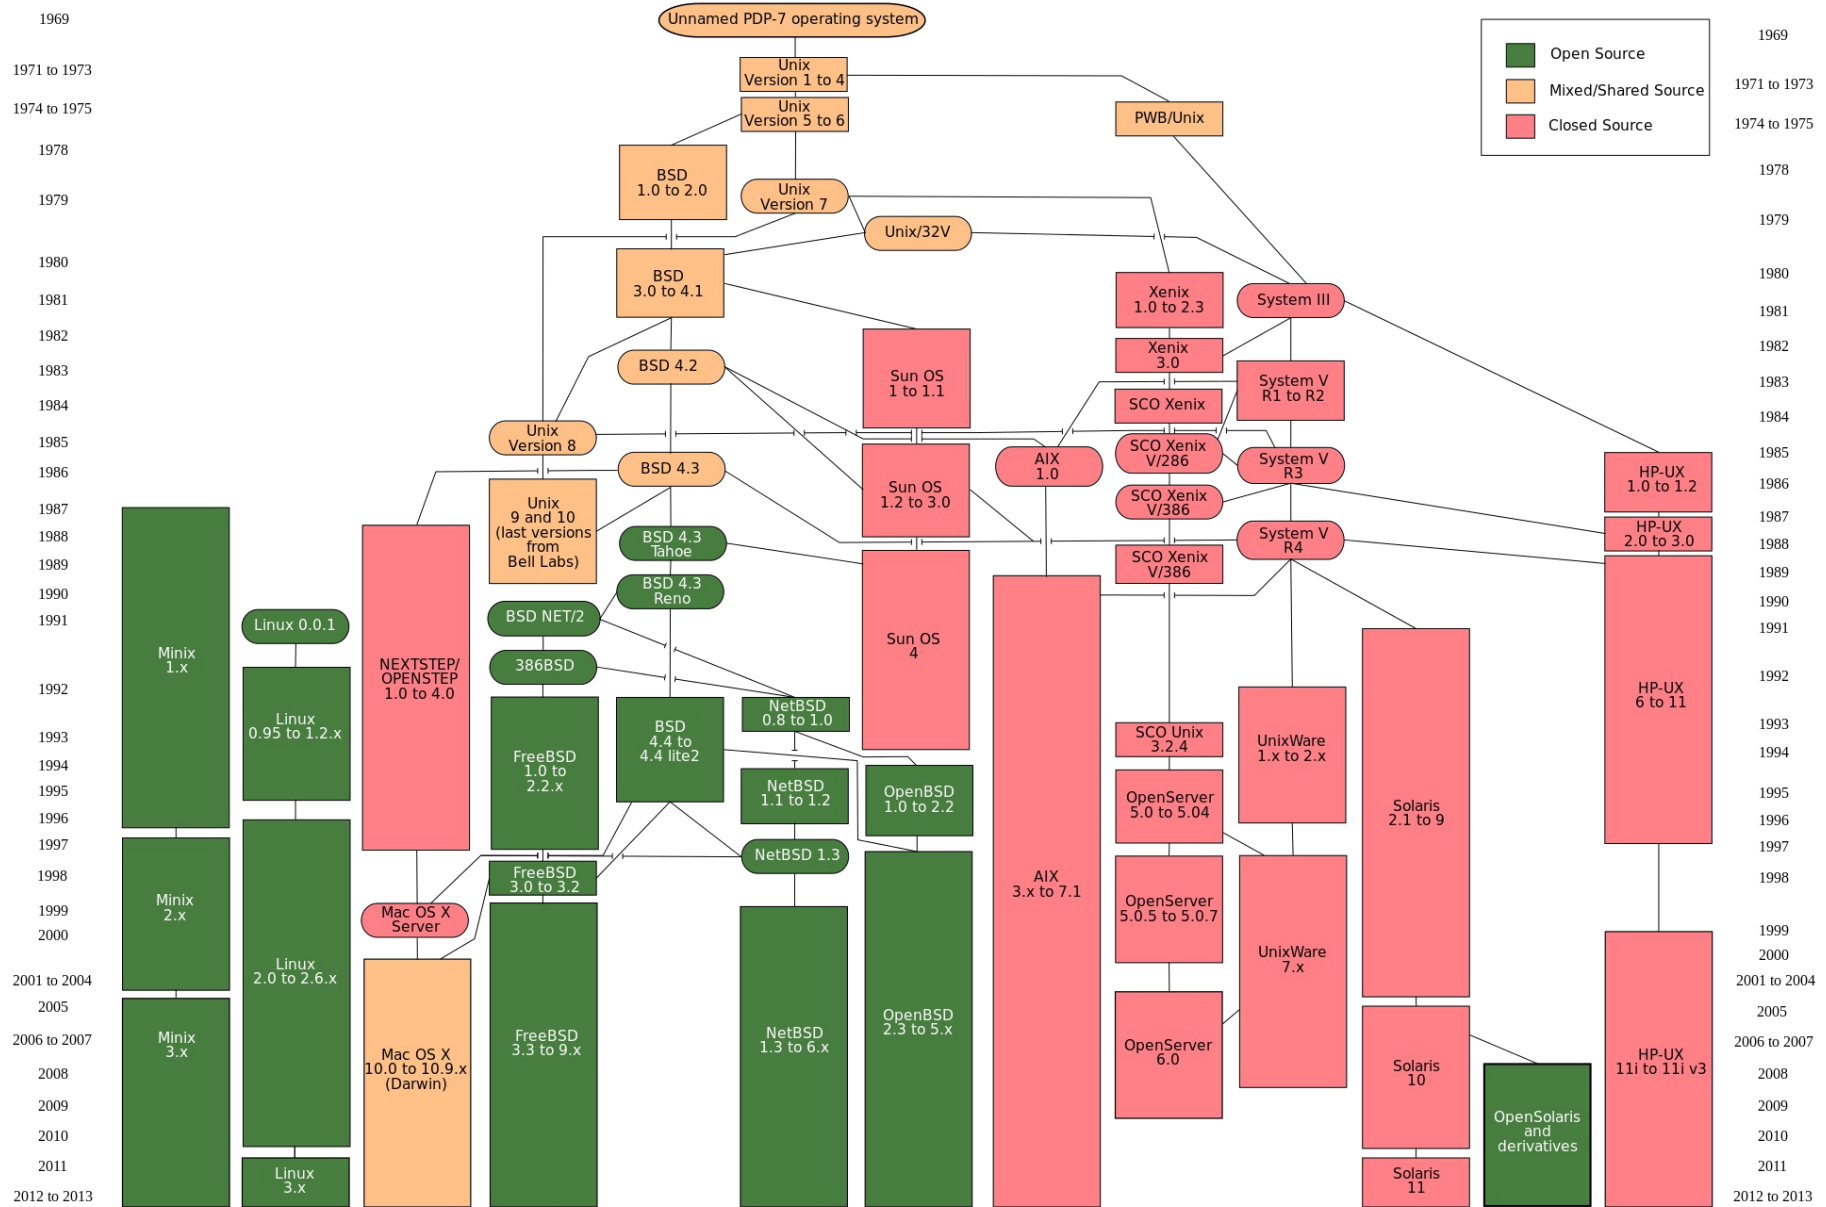 1969
1971 to 1973
1974 to 1975
1978
1979
1980
1981
1982
1983
1984
1985
1986
1987
1988
1989
1990
1991
1992
1993
1994
1995
1996
1997
1998
1999
2000
2001 to 2004
2005
2006 to 2007
2008
2009
2010
2011
2012 to 2013
Unnamed PDP-7 operating system
Unix
Version 1 to 4
Unix
Version 5 to 6
PWB/Unix
BSD
1.0 to 2.0
Unix
Version 7
Unix/32V
BSD
3.0 to 4.1
Xenix
1.0 to 2.3
System III
Xenix
3.0
BSD 4.2
Sun OS
1 to 1.1
System V
R1 to R2
SCO Xenix
Unix
Version 8
SCO Xenix
V/286
AIX
1.0
System V
R3
BSD 4.3
HP-UX
1.0 to 1.2
Sun OS
1.2 to 3.0
SCO Xenix
V/386
Unix
9 and 10
(last versions
from
Bell Labs)
HP-UX
2.0 to 3.0
BSD 4.3
Tahoe
System V
R4
SCO Xenix
V/386
BSD 4.3
Reno
BSD NET/2
Linux 0.0.1
Minix
1.x
Sun OS
4
386BSD
NEXTSTEP/
OPENSTEP
1.0 to 4.0
HP-UX
6 to 11
NetBSD
0.8 to 1.0
Linux
0.95 to 1.2.x
BSD
4.4 to
4.4 lite2
SCO Unix
3.2.4
UnixWare
1.x to 2.x
FreeBSD
1.0 to
2.2.x
NetBSD
1.1 to 1.2
OpenBSD
1.0 to 2.2
OpenServer
5.0 to 5.04
Solaris
2.1 to 9
NetBSD 1.3
FreeBSD
3.0 to 3.2
AIX
3.x to 7.1
Minix
2.x
Mac OS X
Server
OpenServer
5.0.5 to 5.0.7
UnixWare
7.x
Linux
2.0 to 2.6.x
OpenBSD
2.3 to 5.x
Minix
3.x
FreeBSD
3.3 to 9.x
NetBSD
1.3 to 6.x
Mac OS X
10.0 to 10.9.x
(Darwin)
OpenServer
6.0
Solaris
10
HP-UX
11i to 11i v3
OpenSolaris
and
derivatives
Linux
3.x
Solaris
11
Open Source
Mixed/Shared Source
Closed Source
1969
1971 to 1973
1974 to 1975
1978
1979
1980
1981
1982
1983
1984
1985
1986
1987
1988
1989
1990
1991
1992
1993
1994
1995
1996
1997
1998
1999
2000
2001 to 2004
2005
2006 to 2007
2008
2009
2010
2011
2012 to 2013